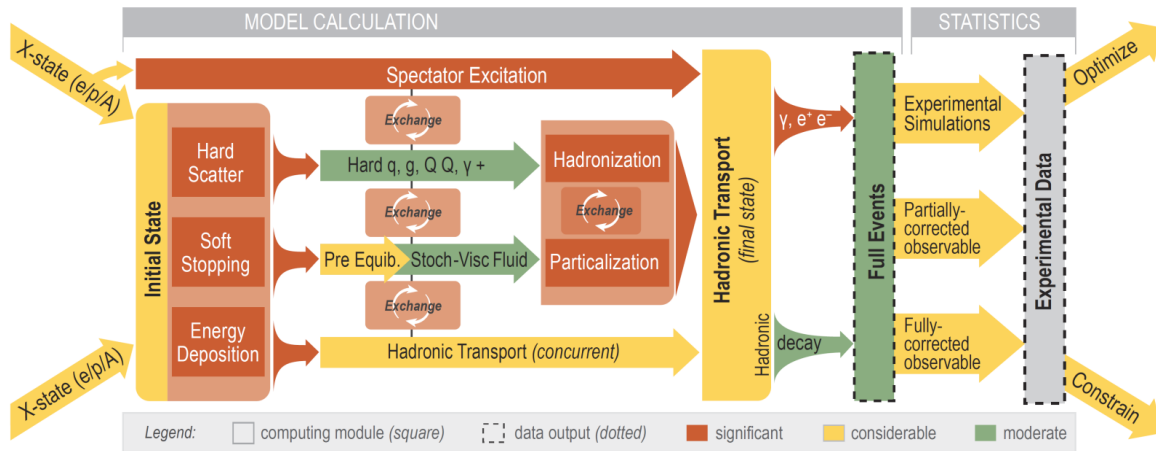 MODEL CALCULATION
STATISTICS
X-state (e/p/A)
Optimize
Spectator Excitation
Exchange
Hard
Scatter
Hard q, g, Q Q, γ +
Hadronization
γ, e⁺ e⁻
Experimental
Simulations
Exchange
Exchange
Initial State
Soft
Stopping
Pre Equib.
Stoch-Visc Fluid
Particalization
Hadronic Transport
(final state)
Full Events
Partially-
corrected
observable
Experimental Data
Exchange
Energy
Deposition
Hadronic Transport (concurrent)
Hadronic
decay
Fully-
corrected
observable
X-state (e/p/A)
Constrain
Legend:
computing module (square)
data output (dotted)
significant
considerable
moderate